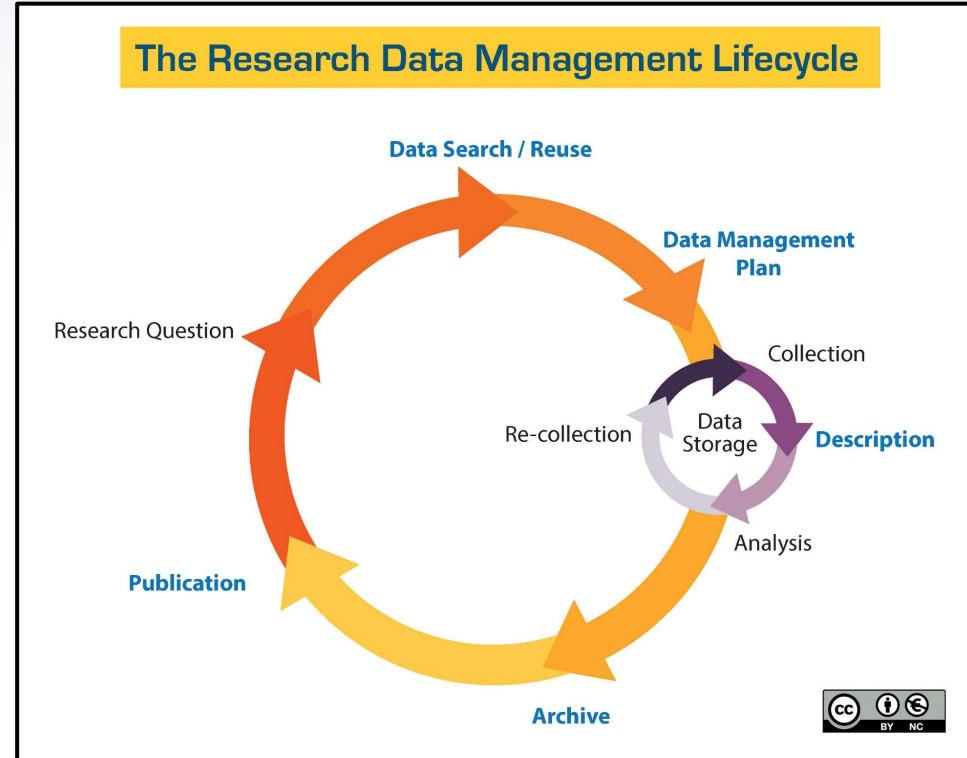 The Research Data Management Lifecycle
Data Search / Reuse
Data Management
Plan
Research Question
Collection
Re-collection
Data
Storage
Description
Analysis
Publication
Archive
cc
BY NC